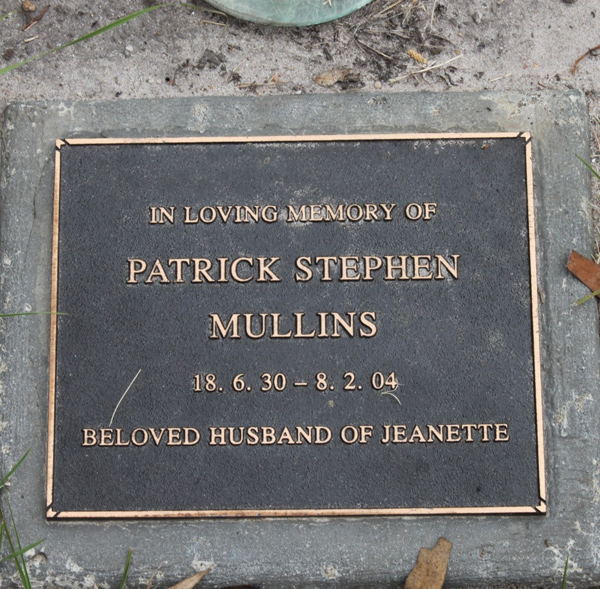 IN LOVING MEMORY OF
PATRICK STEPHEN
MULLINS
18. 6. 30 – 8. 2. 04
BELOVED HUSBAND OF JEANETTE